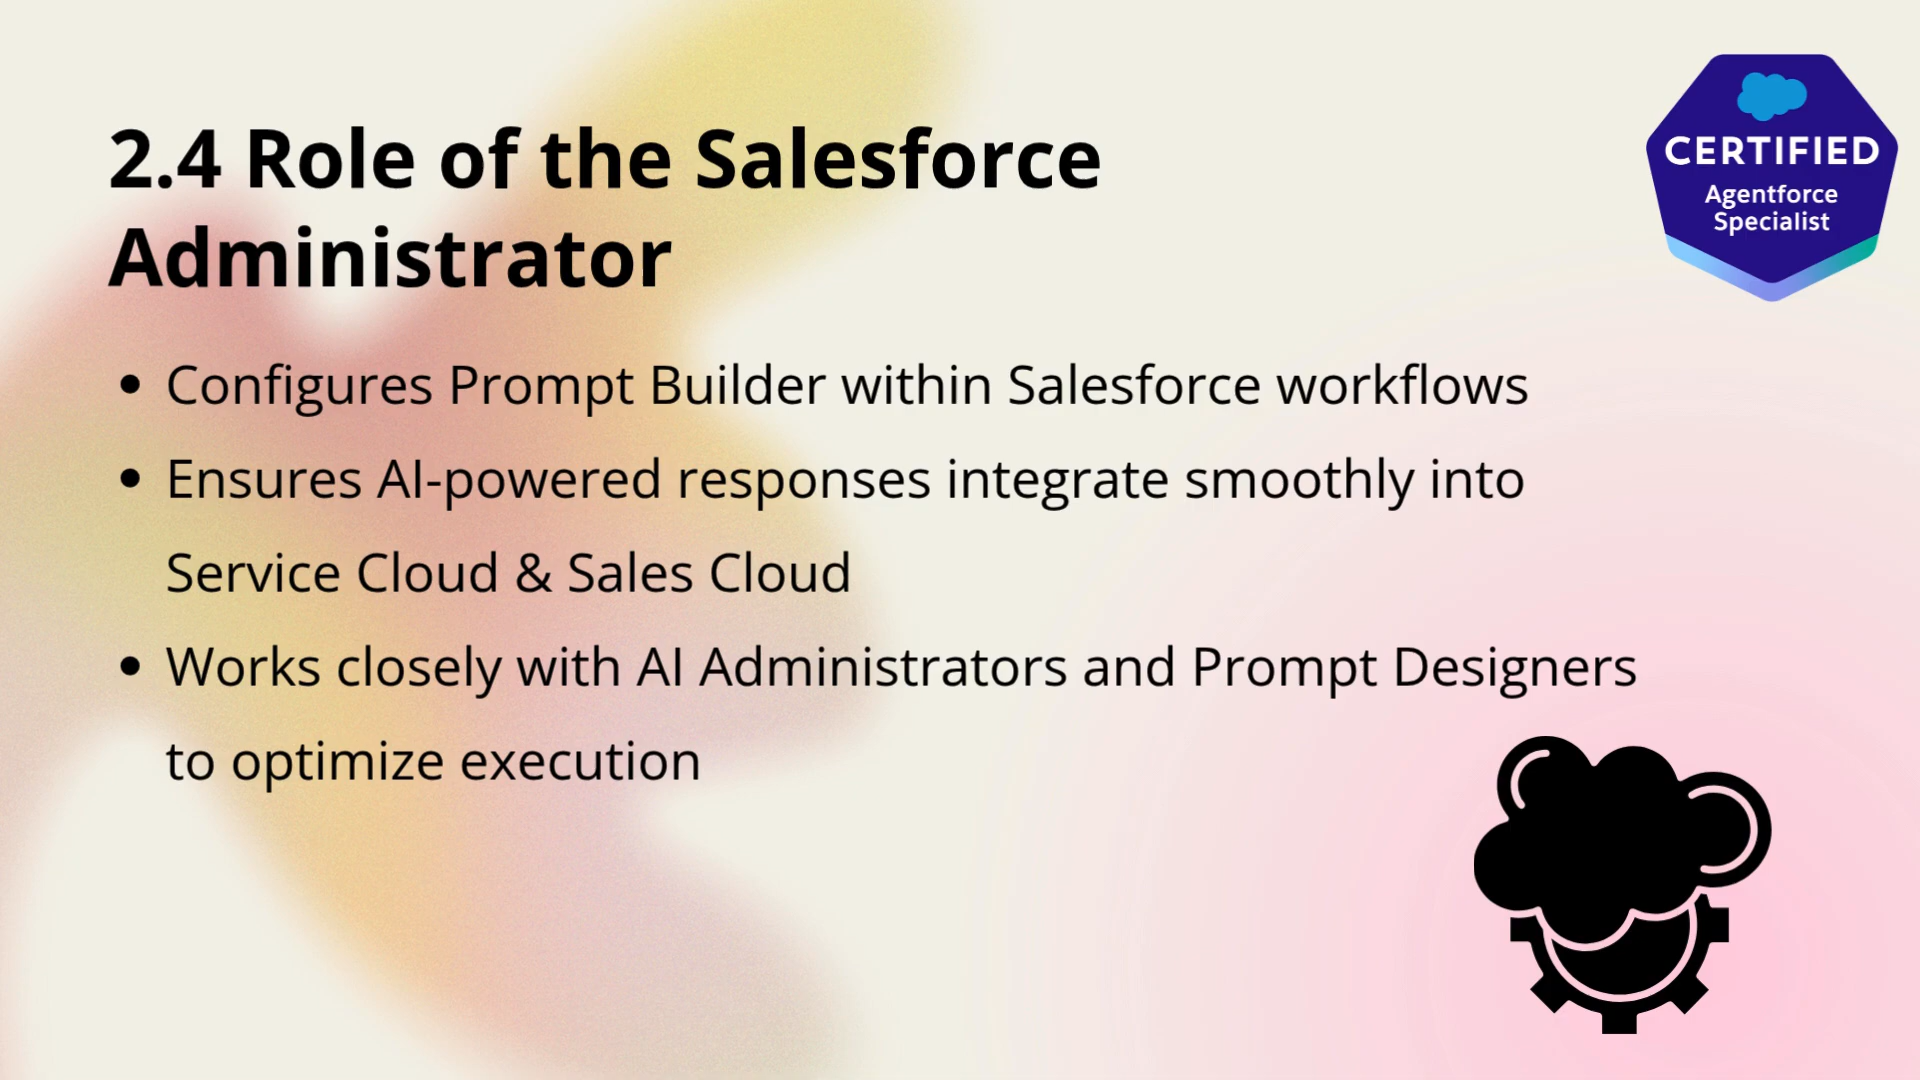 2.4 Role of the Salesforce
Administrator
CERTIFIED
Agentforce
Specialist
• Configures Prompt Builder within Salesforce workflows
• Ensures AI-powered responses integrate smoothly into
Service Cloud & Sales Cloud
• Works closely with AI Administrators and Prompt Designers
to optimize execution